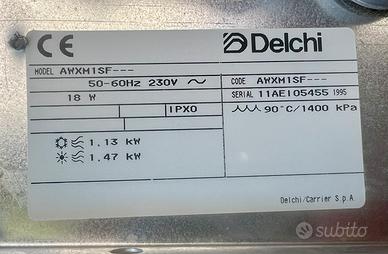 CE
Delchi
MODEL AWXM1SF---
50-60Hz 230V ~
18 W
IPX0
CODE AWXM1SF---
SERIAL 11AE105455 1995
90°C/1400 kPa
1.13 kW
1.47 kW
Delchi/Carrier S.p.A
subito